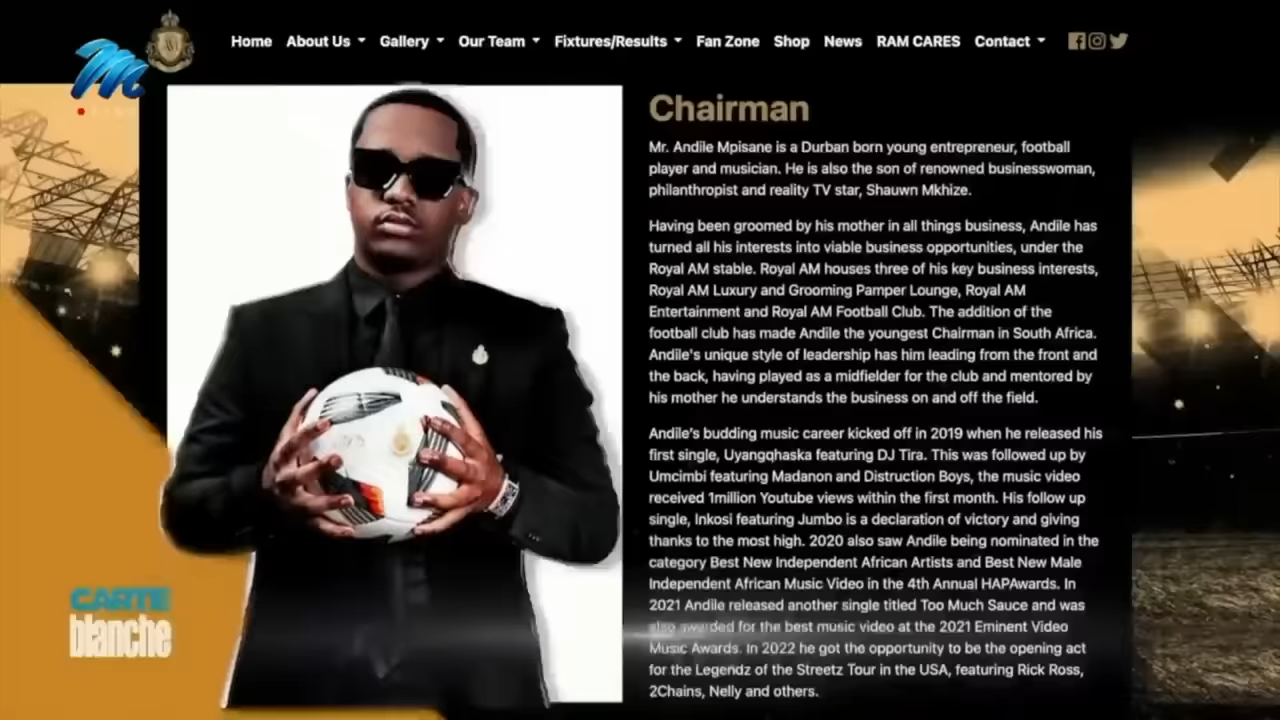 Home About Us Gallery Our Team Fixtures/Results Fan Zone Shop News RAM CARES Contact
Chairman
Mr. Andile Mpisane is a Durban born young entrepreneur, football
player and musician. He is also the son of renowned businesswoman,
philanthropist and reality TV star, Shauwn Mkhize.
Having been groomed by his mother in all things business, Andile has
turned all his interests into viable business opportunities, under the
Royal AM stable. Royal AM houses three of his key business interests,
Royal AM Luxury and Grooming Pamper Lounge, Royal AM
Entertainment and Royal AM Football Club. The addition of the
football club has made Andile the youngest Chairman in South Africa.
Andile's unique style of leadership has him leading from the front and
the back, having played as a midfielder for the club and mentored by
his mother he understands the business on and off the field.
Andile's budding music career kicked off in 2019 when he released his
first single, Uyangqhaska featuring DJ Tira. This was followed up by
Umcimbi featuring Madanon and Distruction Boys, the music video
received 1million Youtube views within the first month. His follow up
single, Inkosi featuring Jumbo is a declaration of victory and giving
thanks to the most high. 2020 also saw Andile being nominated in the
category Best New Independent African Artists and Best New Male
Independent African Music Video in the 4th Annual HAPAwards. In
2021 Andile released another single titled Too Much Sauce and was
also awarded for the best music video at the 2021 Eminent Video
Music Awards. In 2022 he got the opportunity to be the opening act
for the Legendz of the Streetz Tour in the USA, featuring Rick Ross,
2Chains, Nelly and others.
CARTE
blanche